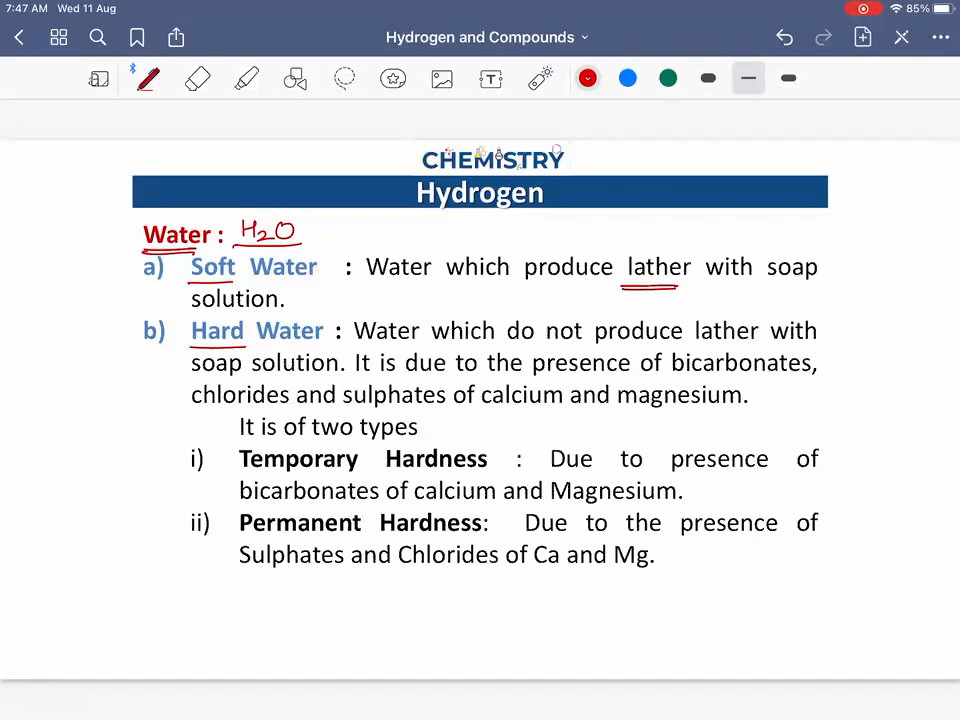 7:47 AM Wed 11 Aug
85%
Hydrogen and Compounds
T
CHEMISTRY
Hydrogen
Water : H2O
a) Soft Water : Water which produce lather with soap
solution.
b) Hard Water : Water which do not produce lather with
soap solution. It is due to the presence of bicarbonates,
chlorides and sulphates of calcium and magnesium.
It is of two types
i) Temporary Hardness : Due to presence of
bicarbonates of calcium and Magnesium.
ii) Permanent Hardness: Due to the presence of
Sulphates and Chlorides of Ca and Mg.